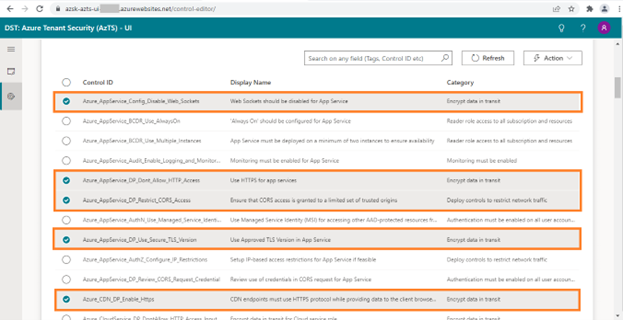 azsk-azts-ui
.azurewebsites.net/control-editor/
DST: Azure Tenant Security (AzTS) - UI
A
Search on any field (Tags, Control ID etc)
Refresh
Action
Control ID Display Name Category
Azure_AppService_Config_Disable_Web_Sockets Web Sockets should be disabled for App Service Encrypt data in transit
Azure_AppService_BCDR_Use_AlwaysOn 'Always On' should be configured for App Service Reader role access to all subscription and resources
Azure_AppService_BCDR_Use_Multiple_Instances App Service must be deployed on a minimum of two instances to ensure availability Reader role access to all subscription and resources
Azure_AppService_Audit_Enable_Logging_and_Monitor... Monitoring must be enabled for App Service Monitoring must be enabled
Azure_AppService_DP_Dont_Allow_HTTP_Access Use HTTPS for app services Encrypt data in transit
Azure_AppService_DP_Restrict_CORS_Access Ensure that CORS access is granted to a limited set of trusted origins Deploy controls to restrict network traffic
Azure_AppService_AuthN_Use_Managed_Service_Identi... Use Managed Service Identity (MSI) for accessing other AAD-protected resources fr... Authentication must be enabled on all user accoun...
Azure_AppService_DP_Use_Secure_TLS_Version Use Approved TLS Version in App Service Encrypt data in transit
Azure_AppService_AuthZ_Configure_IP_Restrictions Setup IP-based access restrictions for App Service if feasible Deploy controls to restrict network traffic
Azure_AppService_DP_Review_CORS_Request_Credential Review use of credentials in CORS request for App Service Authentication must be enabled on all user accoun...
Azure_CDN_DP_Enable_Https CDN endpoints must use HTTPS protocol while providing data to the client browse... Encrypt data in transit
Azure_CloudService_DP_DontAllow_HTTP_Access_Input Encrypt data in transit for Cloud service role Encrypt data in transit